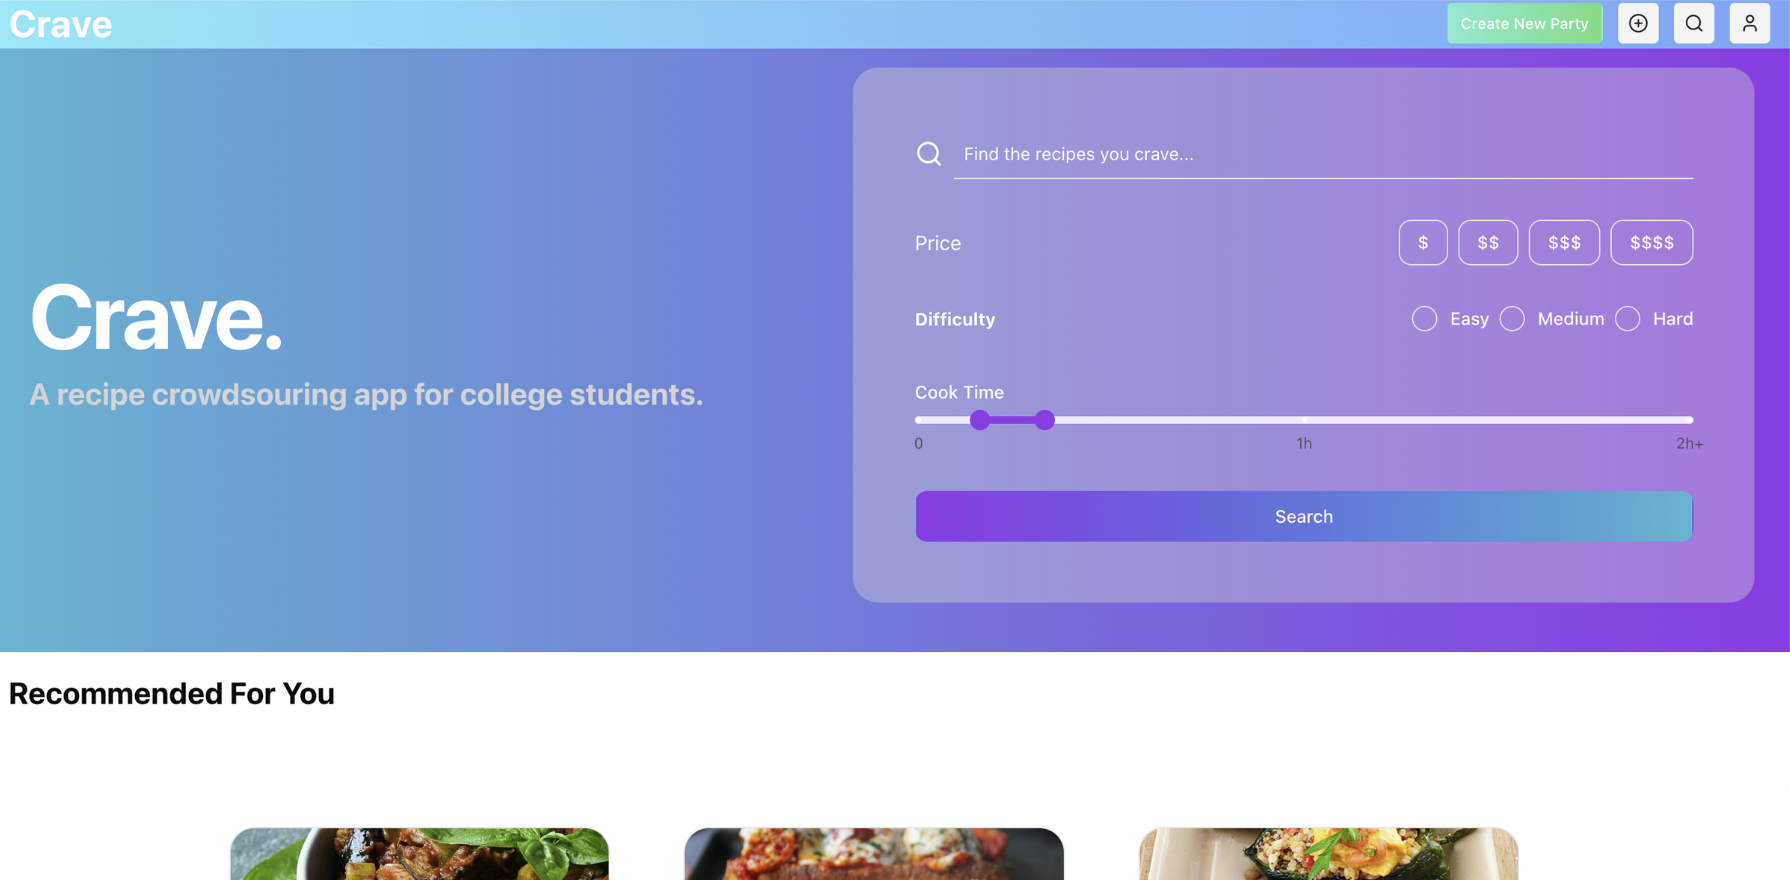 Crave
Create New Party
Find the recipes you crave...
Price
$ $$ $$$ $$$$
Crave.
A recipe crowdsouring app for college students.
Difficulty
Easy Medium Hard
Cook Time
0 1h 2h+
Search
Recommended For You